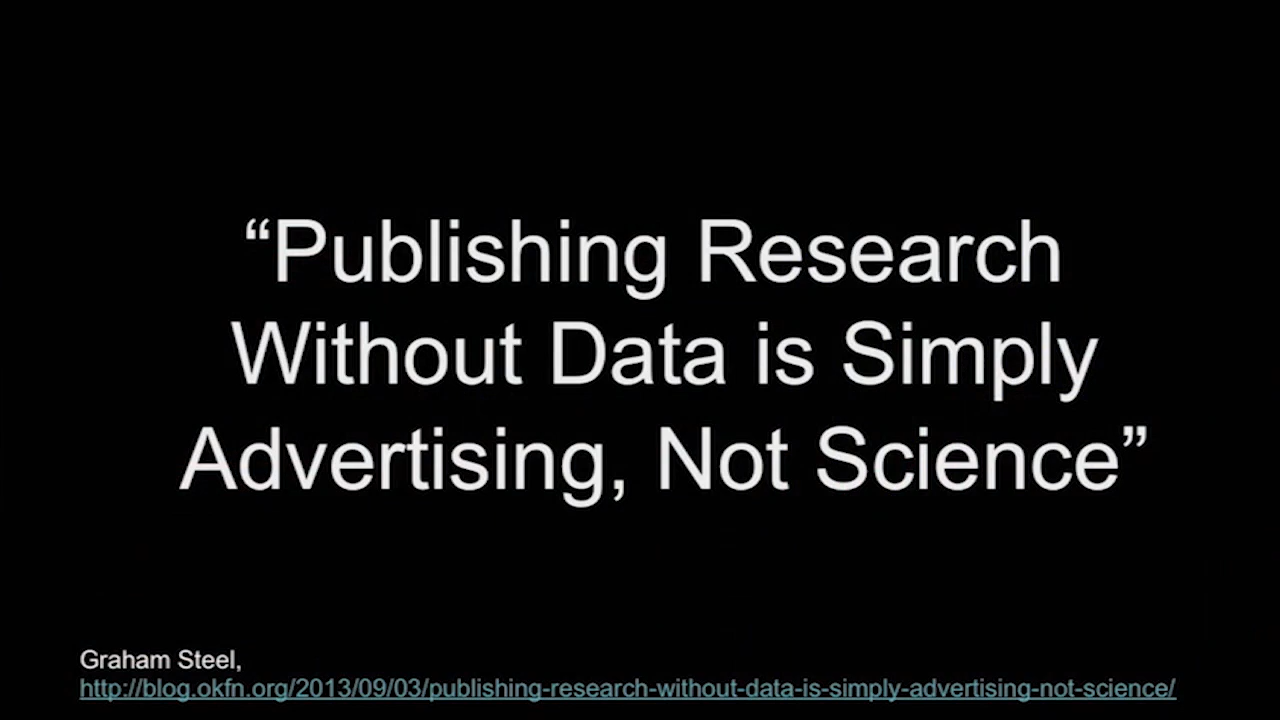 “Publishing Research
Without Data is Simply
Advertising, Not Science”
Graham Steel,
http://blog.okfn.org/2013/09/03/publishing-research-without-data-is-simply-advertising-not-science/